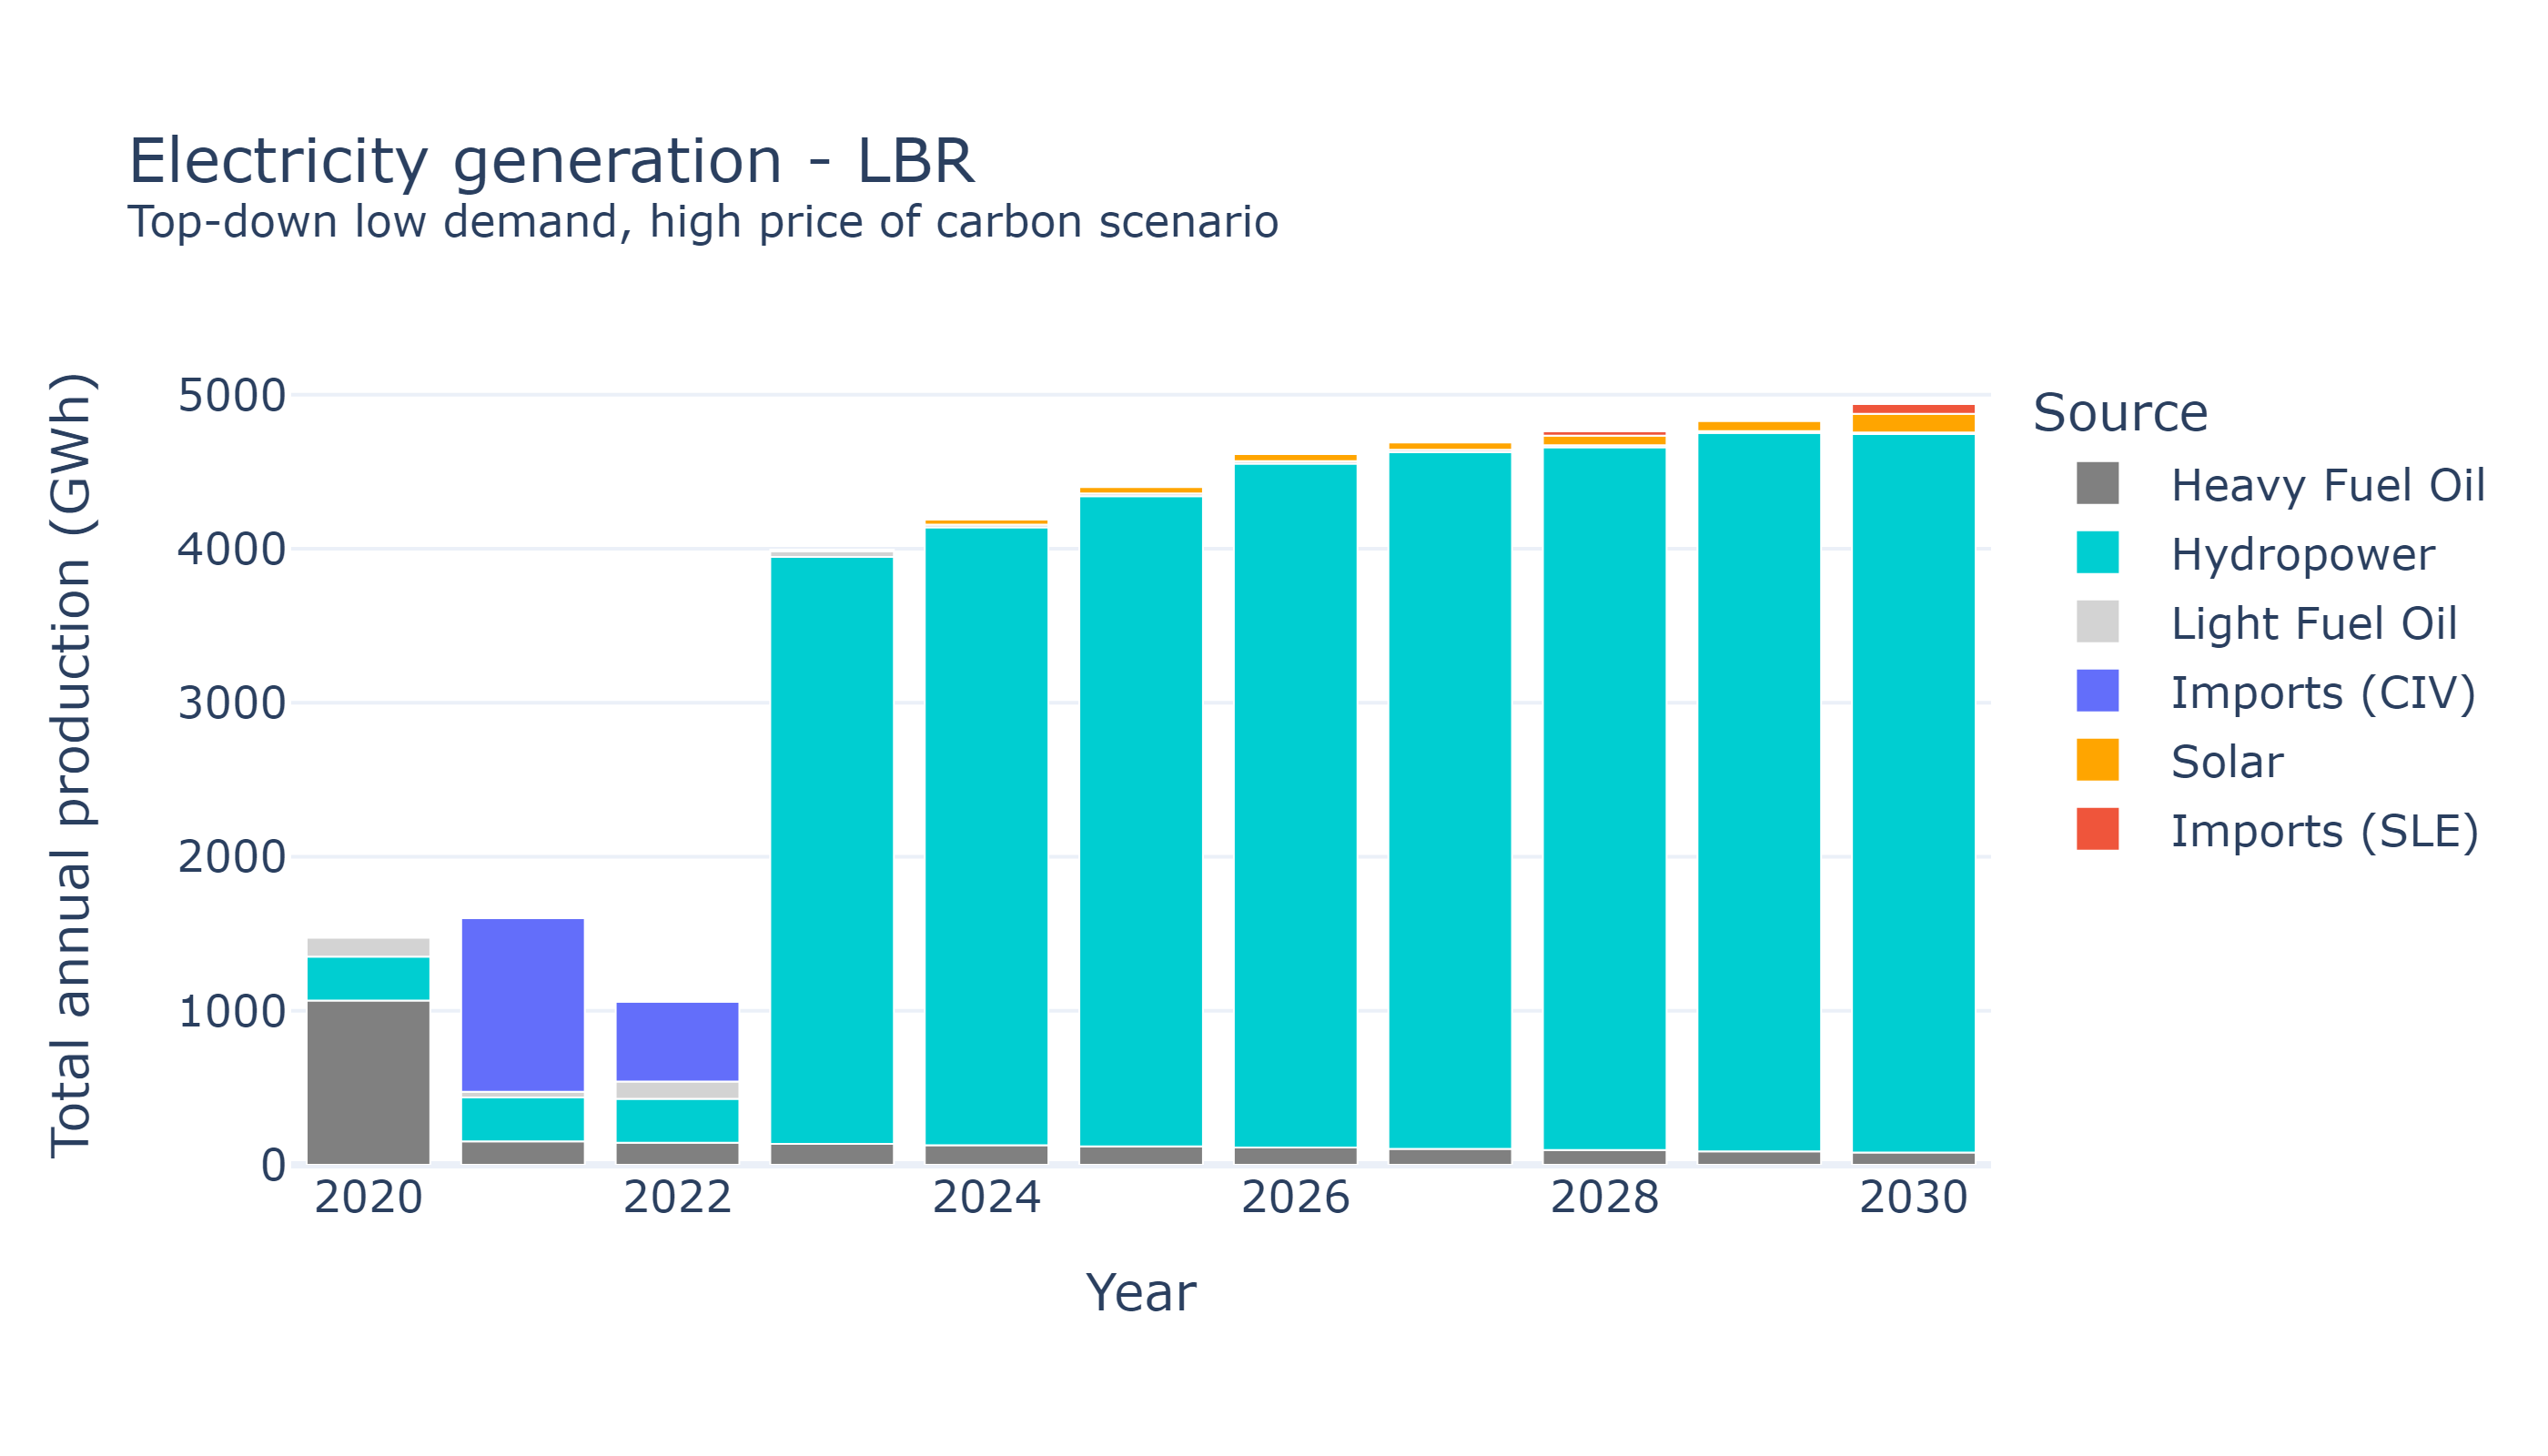 Electricity generation - LBR
Top-down low demand, high price of carbon scenario
Total annual production (GWh)
5000
4000
3000
2000
1000
0
2020
2022
2024
2026
2028
2030
Year
Source
Heavy Fuel Oil
Hydropower
Light Fuel Oil
Imports (CIV)
Solar
Imports (SLE)